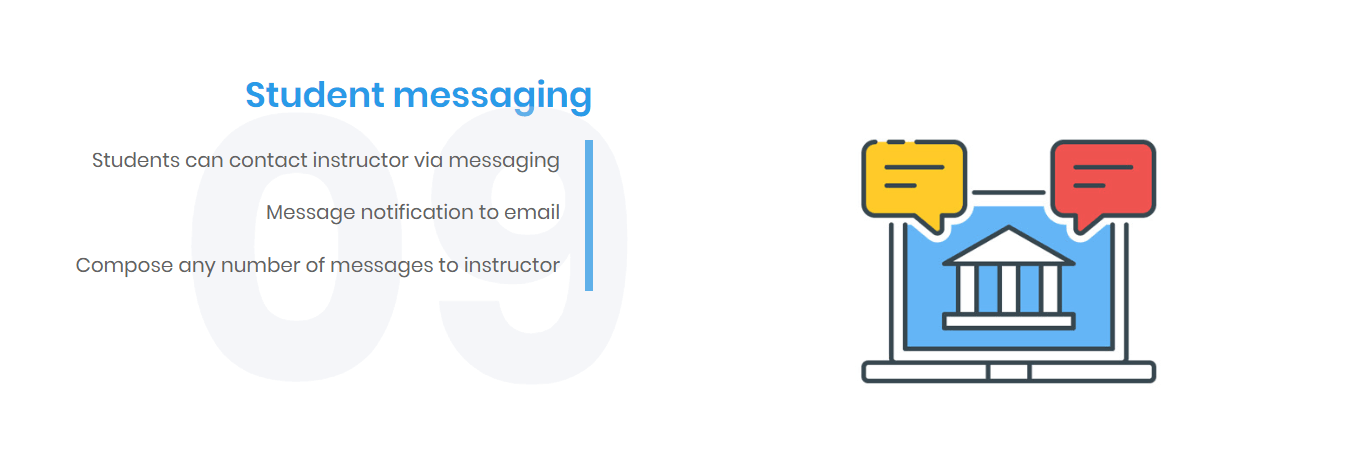 Student messaging
Students can contact instructor via messaging
Message notification to email
Compose any number of messages to instructor
09